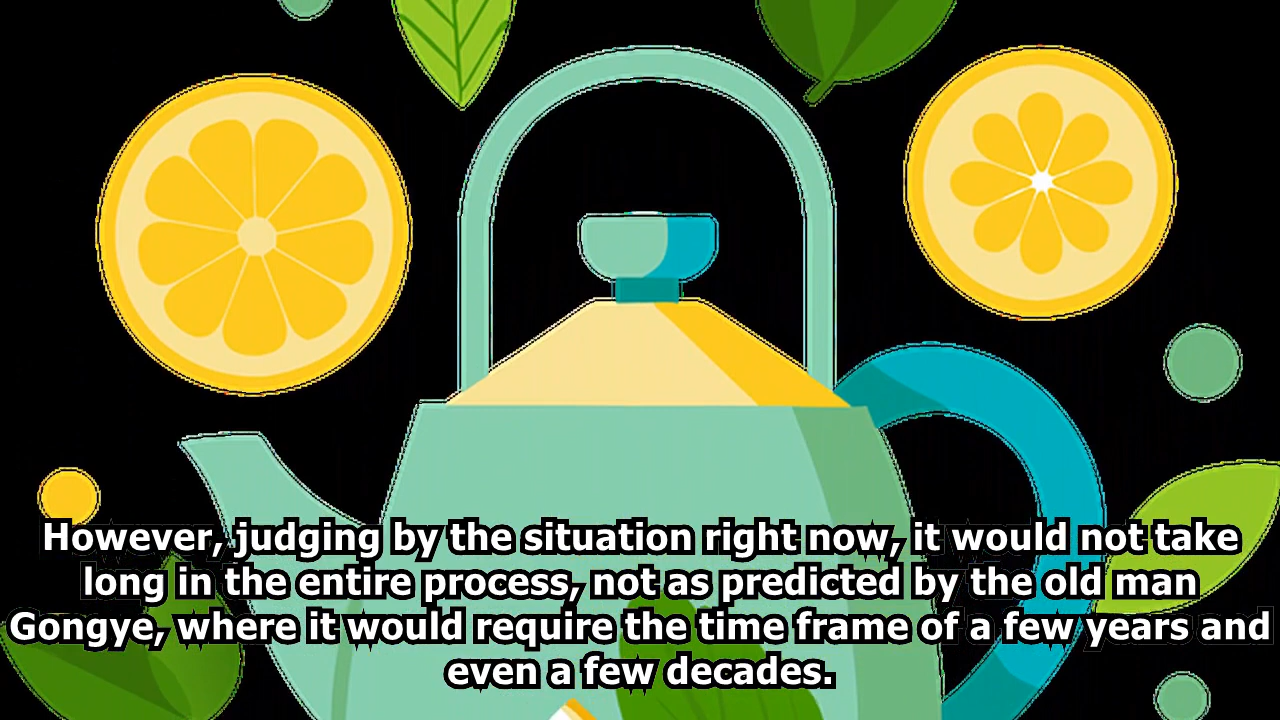 However, judging by the situation right now, it would not take
long in the entire process, not as predicted by the old man
Gongye, where it would require the time frame of a few years and
even a few decades.